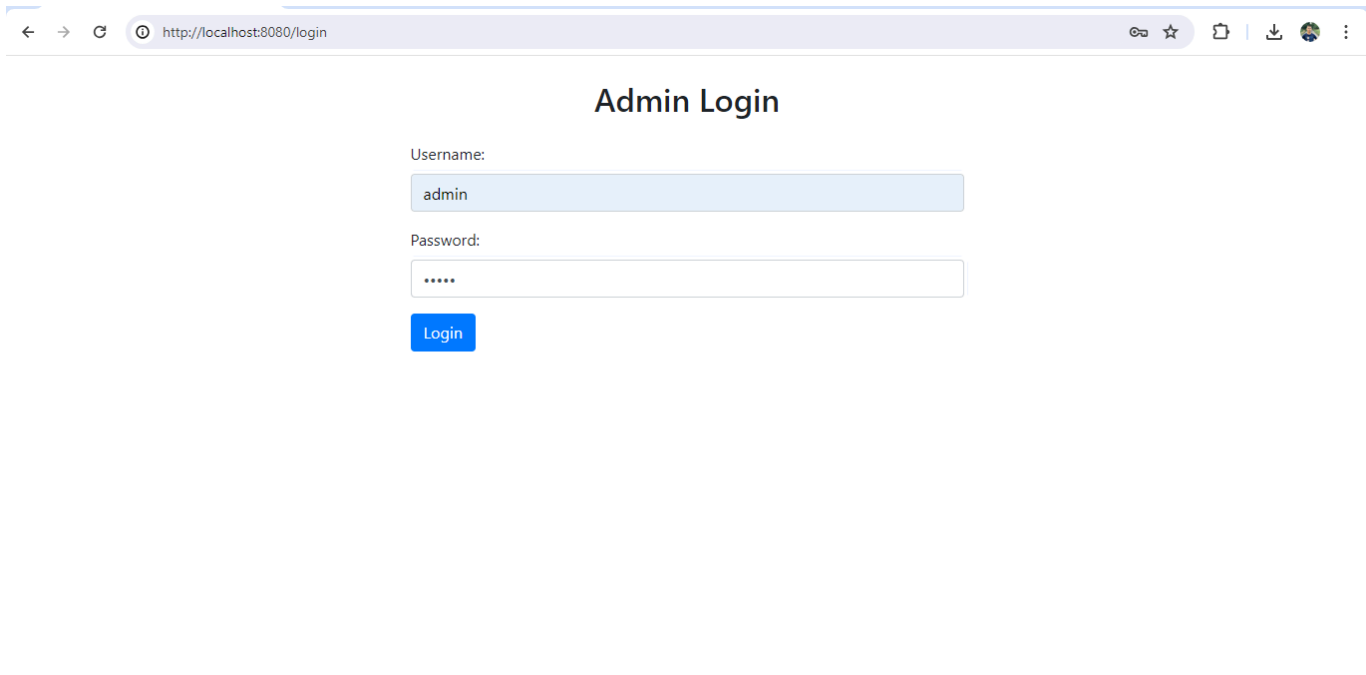 http://localhost:8080/login
Admin Login
Username:
admin
Password:
•••••
Login